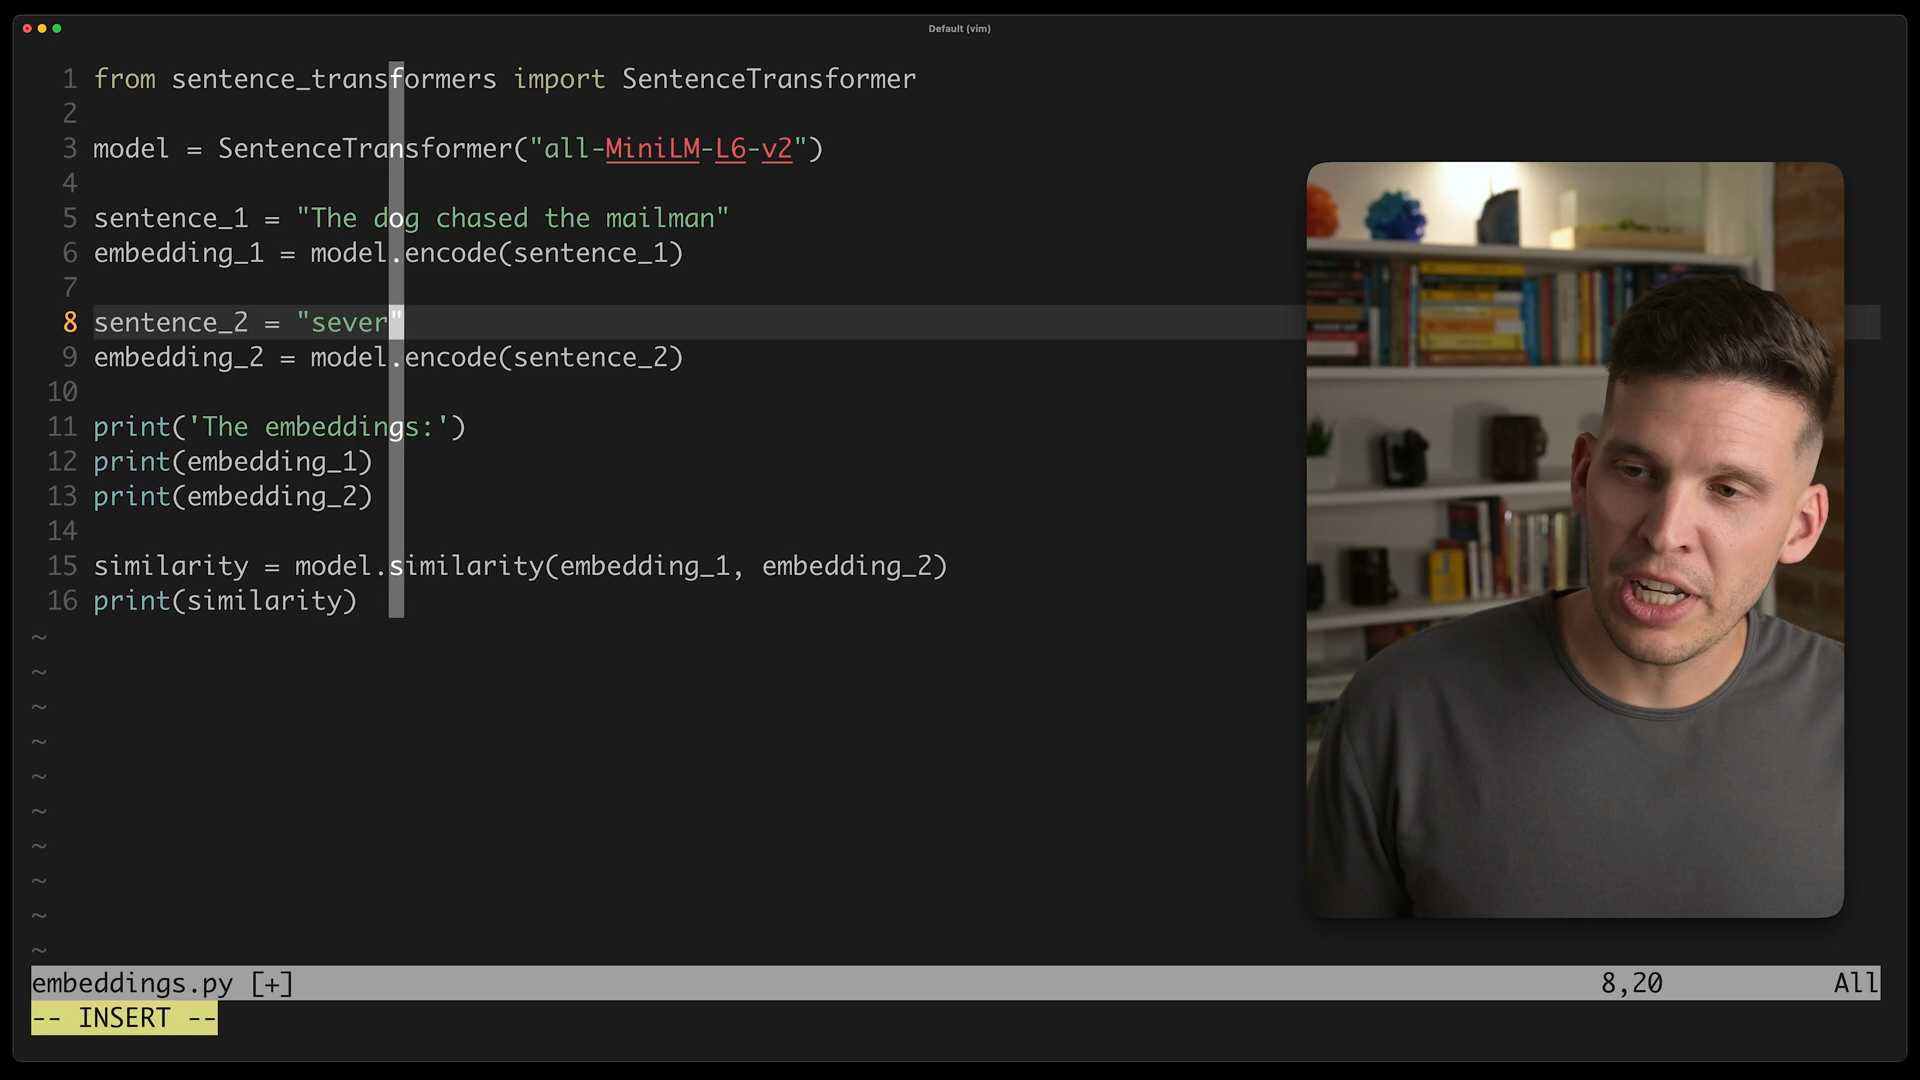 Default (vim)
1 from sentence_transformers import SentenceTransformer
2
3 model = SentenceTransformer("all-MiniLM-L6-v2")
4
5 sentence_1 = "The dog chased the mailman"
6 embedding_1 = model.encode(sentence_1)
7
8 sentence_2 = "sever"
9 embedding_2 = model.encode(sentence_2)
10
11 print('The embeddings:')
12 print(embedding_1)
13 print(embedding_2)
14
15 similarity = model.similarity(embedding_1, embedding_2)
16 print(similarity)
~
~
~
~
~
~
~
~
~
~
embeddings.py [+] 8,20 All
-- INSERT --